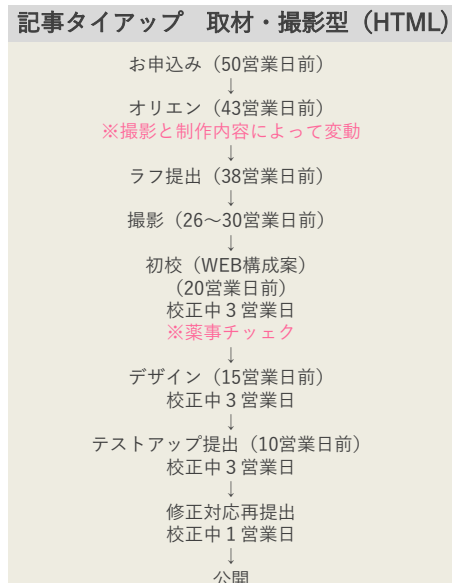 記事タイアップ　取材・撮影型（HTML）
お申込み（50営業日前）
↓
オリエン（43営業日前）
※撮影と制作内容によって変動
↓
ラフ提出（38営業日前）
↓
撮影（26〜30営業日前）
↓
初校（WEB構成案）
（20営業日前）
校正中３営業日
※薬事チッェク
↓
デザイン（15営業日前）
校正中３営業日
↓
テストアップ提出（10営業日前）
校正中３営業日
↓
修正対応再提出
校正中１営業日
↓
公開